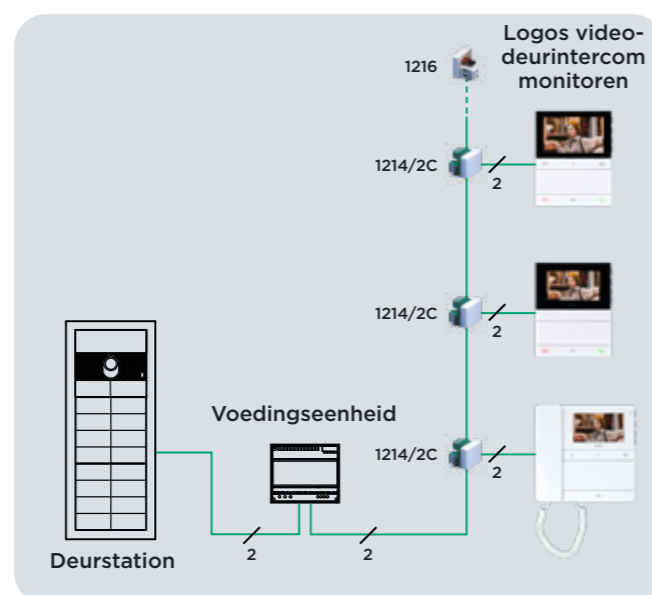 Logos video-
deurintercom
monitoren
1216
1214/2C
2
1214/2C
2
Voedingseenheid
1214/2C
2
2
2
Deurstation